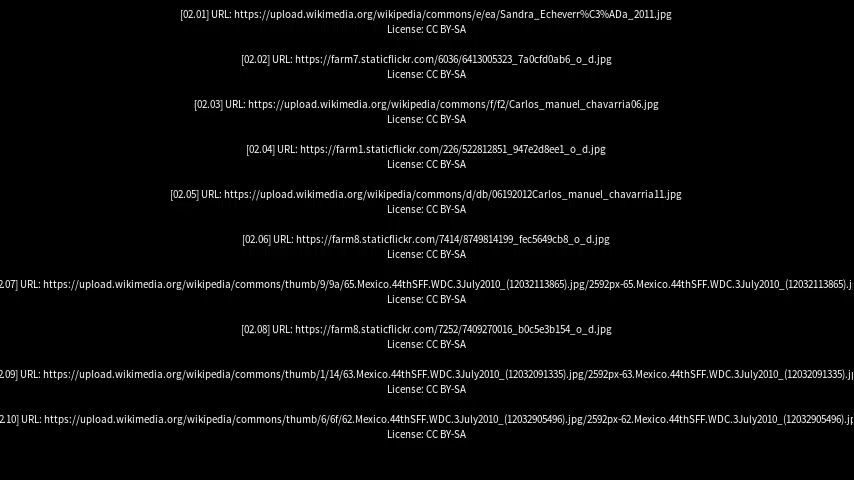 [02.01] URL: https://upload.wikimedia.org/wikipedia/commons/e/ea/Sandra_Echeverr%C3%ADa_2011.jpg
License: CC BY-SA
[02.02] URL: https://farm7.staticflickr.com/6036/6413005323_7a0cfd0ab6_o_d.jpg
License: CC BY-SA
[02.03] URL: https://upload.wikimedia.org/wikipedia/commons/f/f2/Carlos_manuel_chavarria06.jpg
License: CC BY-SA
[02.04] URL: https://farm1.staticflickr.com/226/522812851_947e2d8ee1_o_d.jpg
License: CC BY-SA
[02.05] URL: https://upload.wikimedia.org/wikipedia/commons/d/db/06192012Carlos_manuel_chavarria11.jpg
License: CC BY-SA
[02.06] URL: https://farm8.staticflickr.com/7414/8749814199_fec5649cb8_o_d.jpg
License: CC BY-SA
2.07] URL: https://upload.wikimedia.org/wikipedia/commons/thumb/9/9a/65.Mexico.44thSFF.WDC.3July2010_(12032113865).jpg/2592px-65.Mexico.44thSFF.WDC.3July2010_(12032113865).j
License: CC BY-SA
[02.08] URL: https://farm8.staticflickr.com/7252/7409270016_b0c5e3b154_o_d.jpg
License: CC BY-SA
2.09] URL: https://upload.wikimedia.org/wikipedia/commons/thumb/1/14/63.Mexico.44thSFF.WDC.3July2010_(12032091335).jpg/2592px-63.Mexico.44thSFF.WDC.3July2010_(12032091335).jp
License: CC BY-SA
2.10] URL: https://upload.wikimedia.org/wikipedia/commons/thumb/6/6f/62.Mexico.44thSFF.WDC.3July2010_(12032905496).jpg/2592px-62.Mexico.44thSFF.WDC.3July2010_(12032905496).jp
License: CC BY-SA